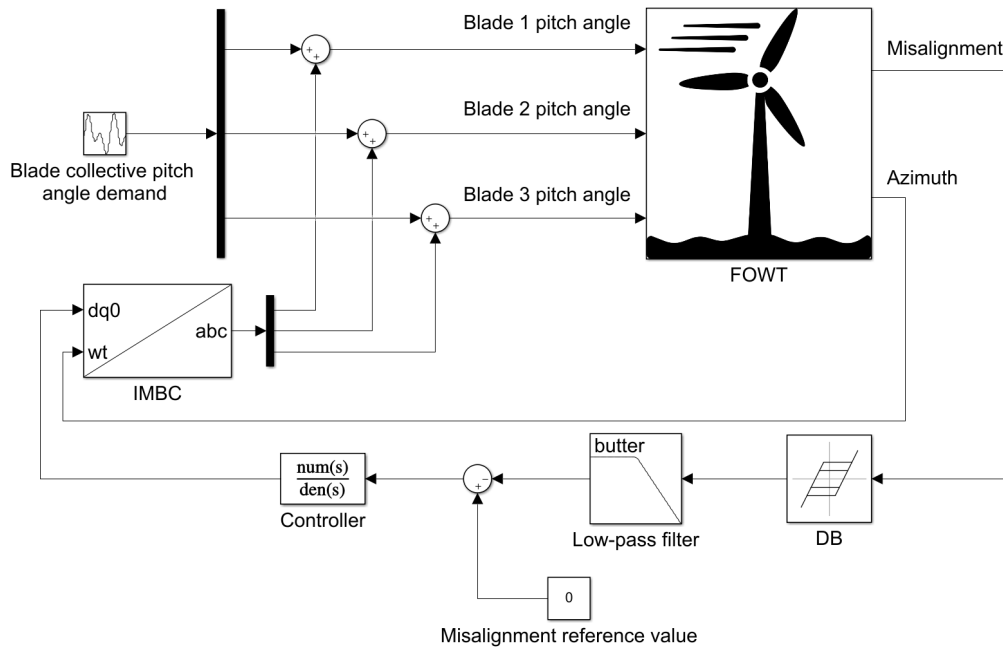 Blade 1 pitch angle
Misalignment
Blade 2 pitch angle
Blade collective pitch
angle demand
Azimuth
Blade 3 pitch angle
FOWT
dq0
abc
wt
IMBC
butter
num(s)
den(s)
Controller
Low-pass filter
DB
0
Misalignment reference value